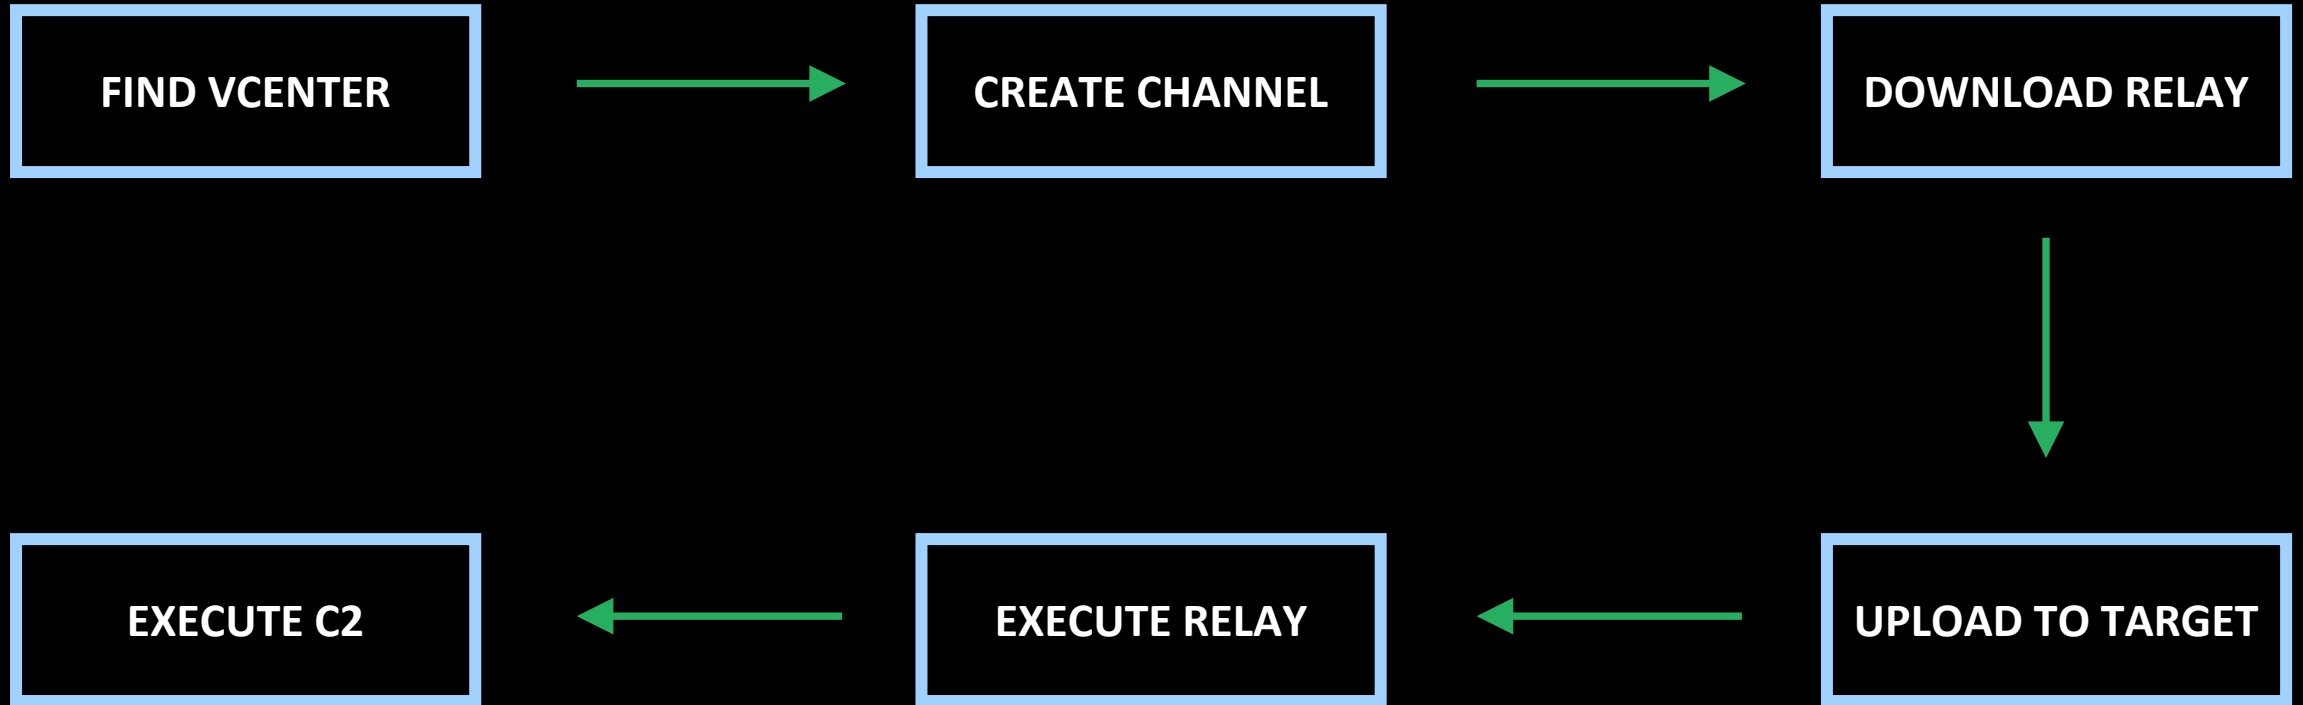 FIND VCENTER
CREATE CHANNEL
DOWNLOAD RELAY
UPLOAD TO TARGET
EXECUTE RELAY
EXECUTE C2